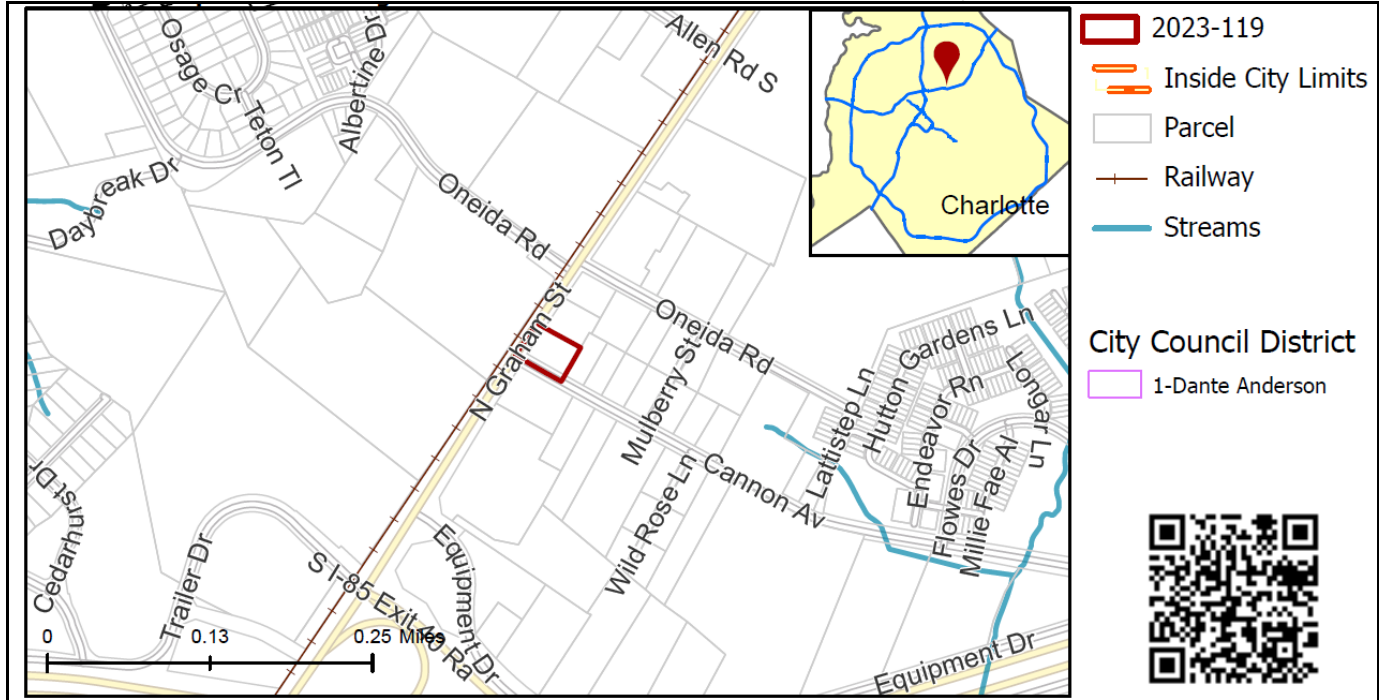 Osage Cr
Teton Tl
Albertine Dr
Allen Rd S
Daybreak Dr
Oneida Rd
N Graham St
Oneida Rd
Mulberry St
Cannon Av
Wild Rose Ln
Lattistep Ln
Hutton Gardens Ln
Endeavor Rn
Longar Ln
Flowes Dr
Millie Fae Al
Cedarhurst Dr
Trailer Dr
S I-85 Exit 40 Ra
Equipment Dr
Equipment Dr
0
0.13
0.25 Miles
Charlotte
2023-119
Inside City Limits
Parcel
Railway
Streams
City Council District
1-Dante Anderson